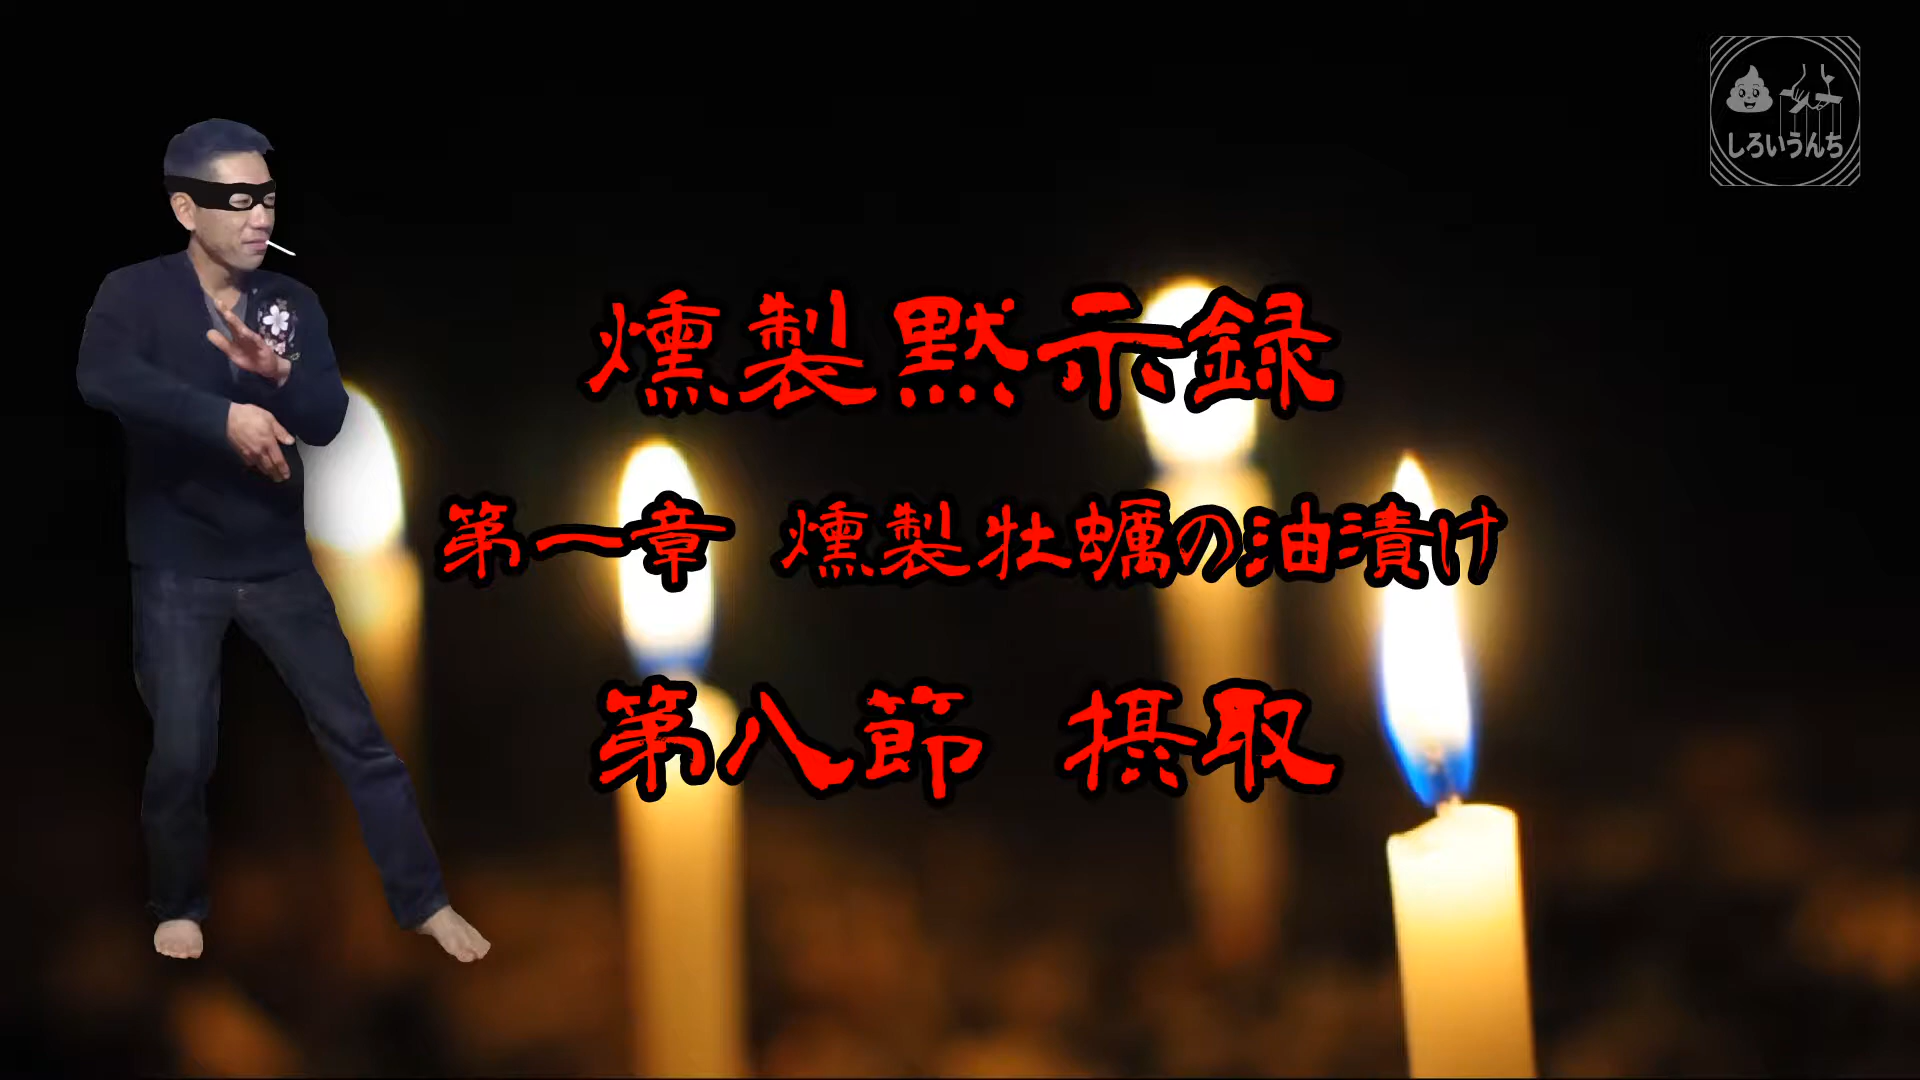 しろいうんち
燻製黙示録
第一章 燻製牡蠣の油漬け
第八節 摂取